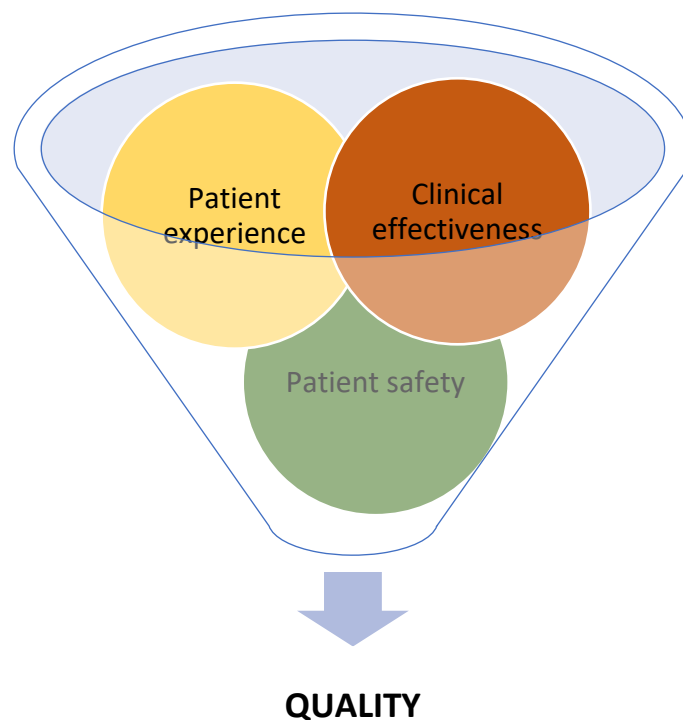 Patient
experience
Clinical
effectiveness
Patient safety
QUALITY